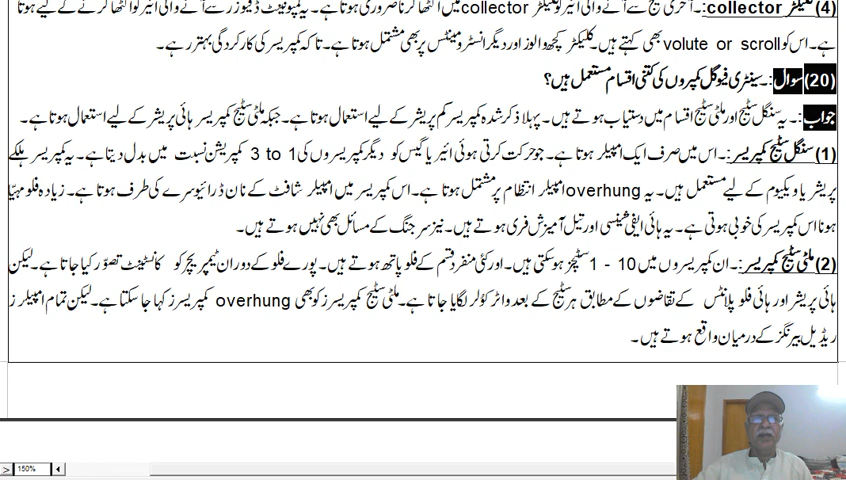 (4) کلیکٹر collector:۔ آخری سٹیج سے آنے والی ائیر کو کلیکٹر collector میں اکٹھا کرنا ضروری ہوتا ہے۔ یہ کمپوننٹ ڈفیوزر سے آنے والی ائیر کو اکٹھا کرنے کے لیے ہوتا
ہے۔ اس کو volute or scroll بھی کہتے ہیں۔ کلیکٹر کچھ والوز اور دیگر انسٹرومینٹس پر بھی مشتمل ہوتا ہے۔ تاکہ کمپریسر کی کارکردگی بہتر رہے۔
(20) سوال:۔ سینٹری فیوگل کمپروں کی کتنی اقسام مستعمل ہیں؟
جواب:۔ یہ سنگل سٹیج اور ملٹی سٹیج اقسام میں دستیاب ہوتے ہیں۔ پہلا ذکر شدہ کمپریسر کم پریشر کے لیے استعمال ہوتا ہے۔ جبکہ ملٹی سٹیج کمپریسر ہائی پریشر کے لیے استعمال ہوتا ہے۔
(1) سنگل سٹیج کمپریسر:۔ اس میں صرف ایک امپیلر ہوتا ہے۔ جو حرکت کرتی ہوئی ائیر یا گیس کو دیگر کمپریسروں کی 1 to 3 کمپریشن نسبت میں بدل دیتا ہے۔ یہ کمپریسر ہلکے
پریشر یا ویکیوم کے لیے مستعمل ہیں۔ یہ overhung امپیلر انتظام پر مشتمل ہوتا ہے۔ اس کمپریسر میں امپیلر شافٹ کے نان ڈرائیو سرے کی طرف ہوتا ہے۔ زیادہ فلو مہیّا
ہونا اس کمپریسر کی خوبی ہوتی ہے۔ یہ ہائی ایفی شینسی اور تیل آمیزش فری ہوتے ہیں۔ نیز سرجنگ کے مسائل بھی نہیں ہوتے ہیں۔
(2) ملٹی سٹیج کمپریسر:۔ ان کمپریسروں میں 10 - 1 سٹیجز ہو سکتی ہیں۔ اور کئی منفرد قسم کے فلو پاتھ ہوتے ہیں۔ پورے فلو کے دوران ٹیمپریچر کو کانسٹینٹ تصوّر کیا جاتا ہے۔ لیکن
ہائی پریشر اور ہائی فلو پلانٹس کے تقاضوں کے مطابق ہر سٹیج کے بعد واٹر کولر لگایا جاتا ہے۔ ملٹی سٹیج کمپریسرز کو بھی overhung کمپریسرز کہا جا سکتا ہے۔ لیکن تمام امپیلرز
ریڈیل بیرنگز کے درمیان واقع ہوتے ہیں۔
150%